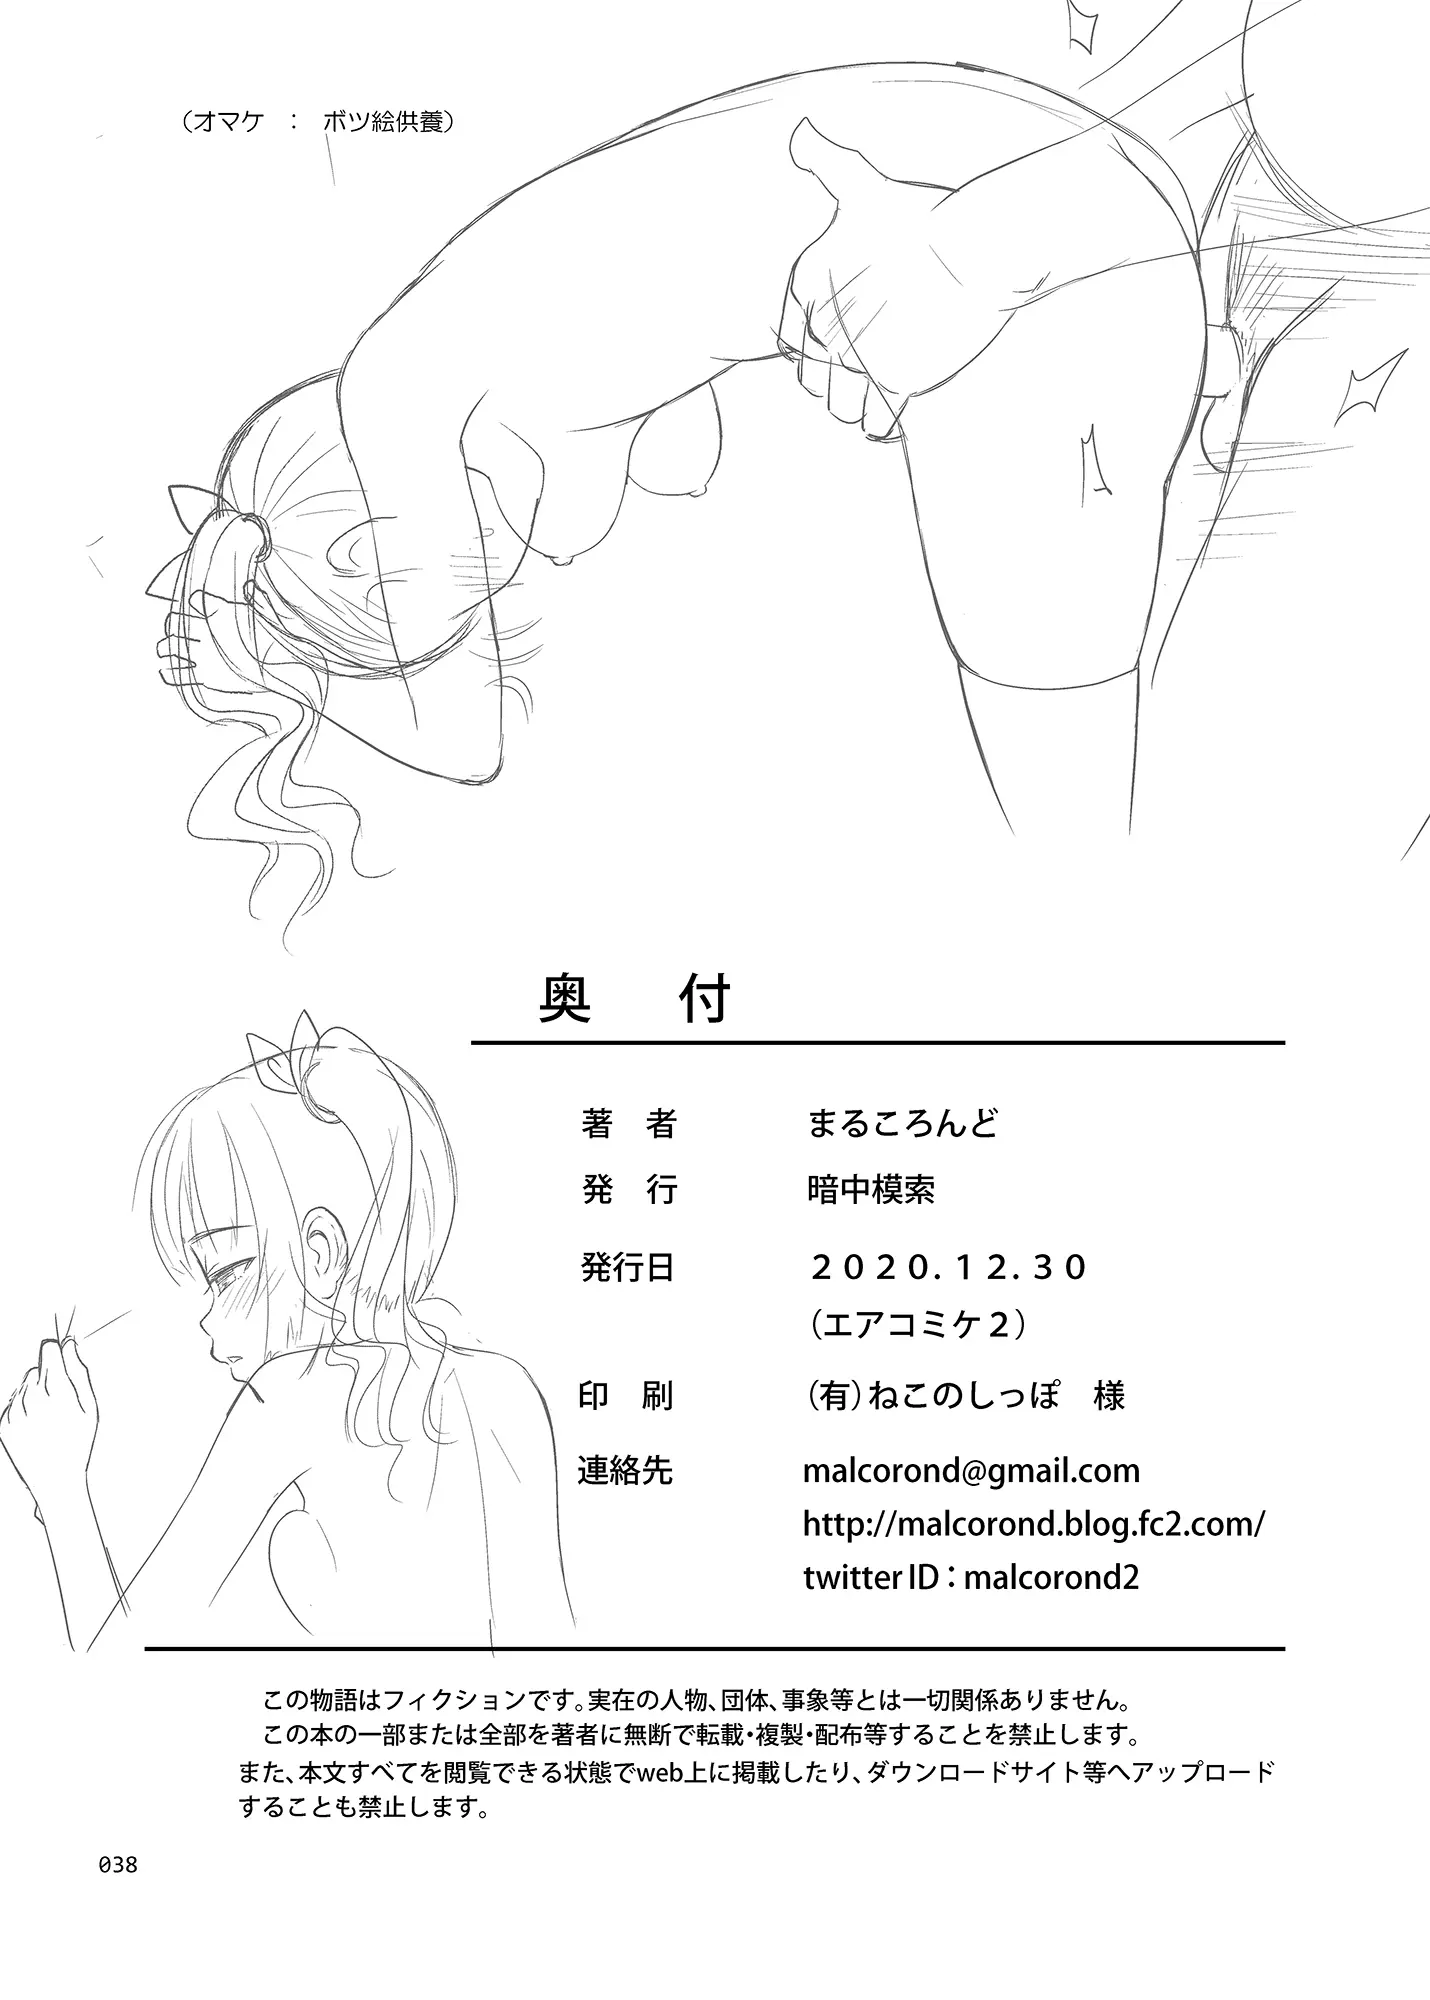 (オマケ : ボツ絵供養)
奥 付
著 者 まるころんど
発 行 暗中模索
発行日 2020.12.30
(エアコミケ2)
印 刷 (有)ねこのしっぽ 様
連絡先 malcorond@gmail.com
http://malcorond.blog.fc2.com/
twitter ID:malcorond2
この物語はフィクションです。実在の人物、団体、事象等とは一切関係ありません。
この本の一部または全部を著者に無断で転載・複製・配布等することを禁止します。
また、本文すべてを閲覧できる状態でweb上に掲載したり、ダウンロードサイト等へアップロード
することも禁止します。
038